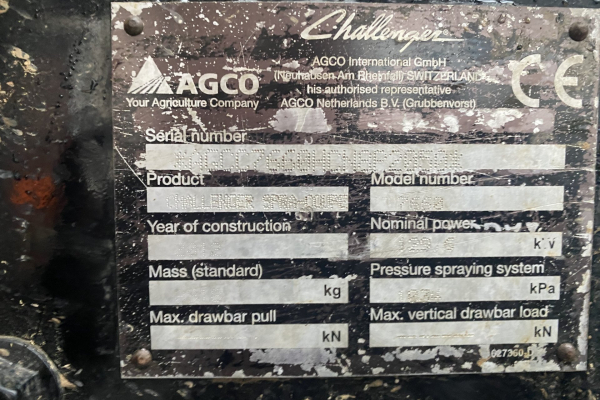 Challenger
AGCO International GmbH
(Neuhausen Am Rheinfall) SWITZERLAND
his authorised representative
AGCO Netherlands B.V. (Grubbenvorst)
CE
AGCO
Your Agriculture Company
Serial number
Product
Model number
CHALLENGER
Year of construction
Nominal power
kW
Mass (standard)
Pressure spraying system
kg
kPa
Max. drawbar pull
Max. vertical drawbar load
kN
kN